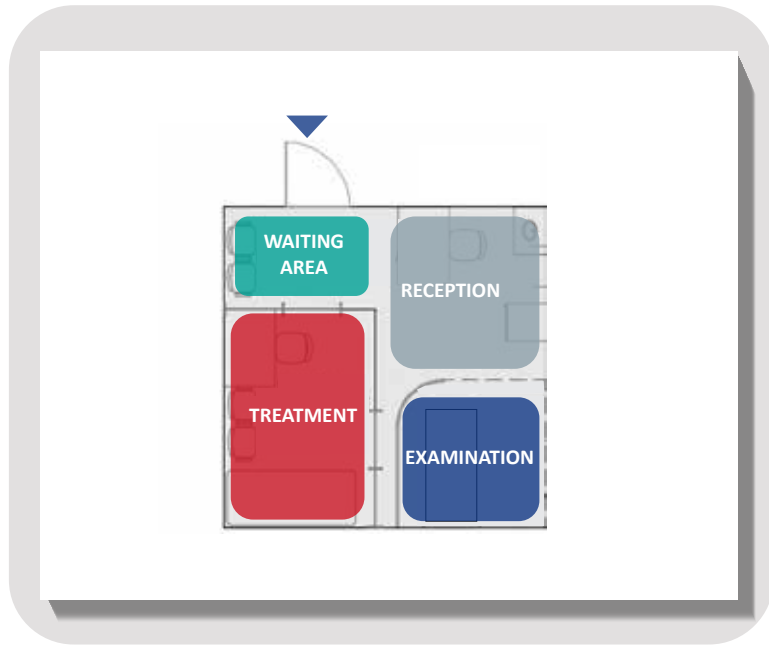 WAITING
AREA
RECEPTION
TREATMENT
EXAMINATION